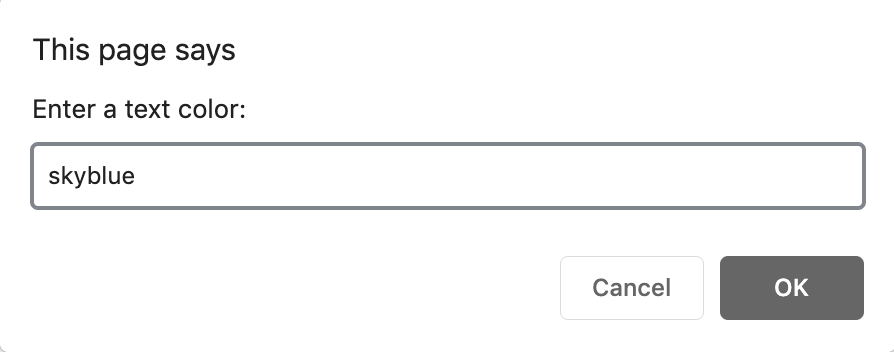 This page says
Enter a text color:
skyblue
Cancel
OK